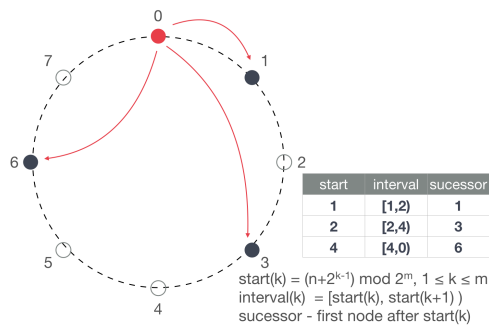 0
7
1
6
2
start interval sucessor
1 [1,2) 1
2 [2,4) 3
4 [4,0) 6
5
3
4
start(k) = (n+2^{k-1}) mod 2^m, 1 ≤ k ≤ m
interval(k) = [start(k), start(k+1) )
sucessor - first node after start(k)